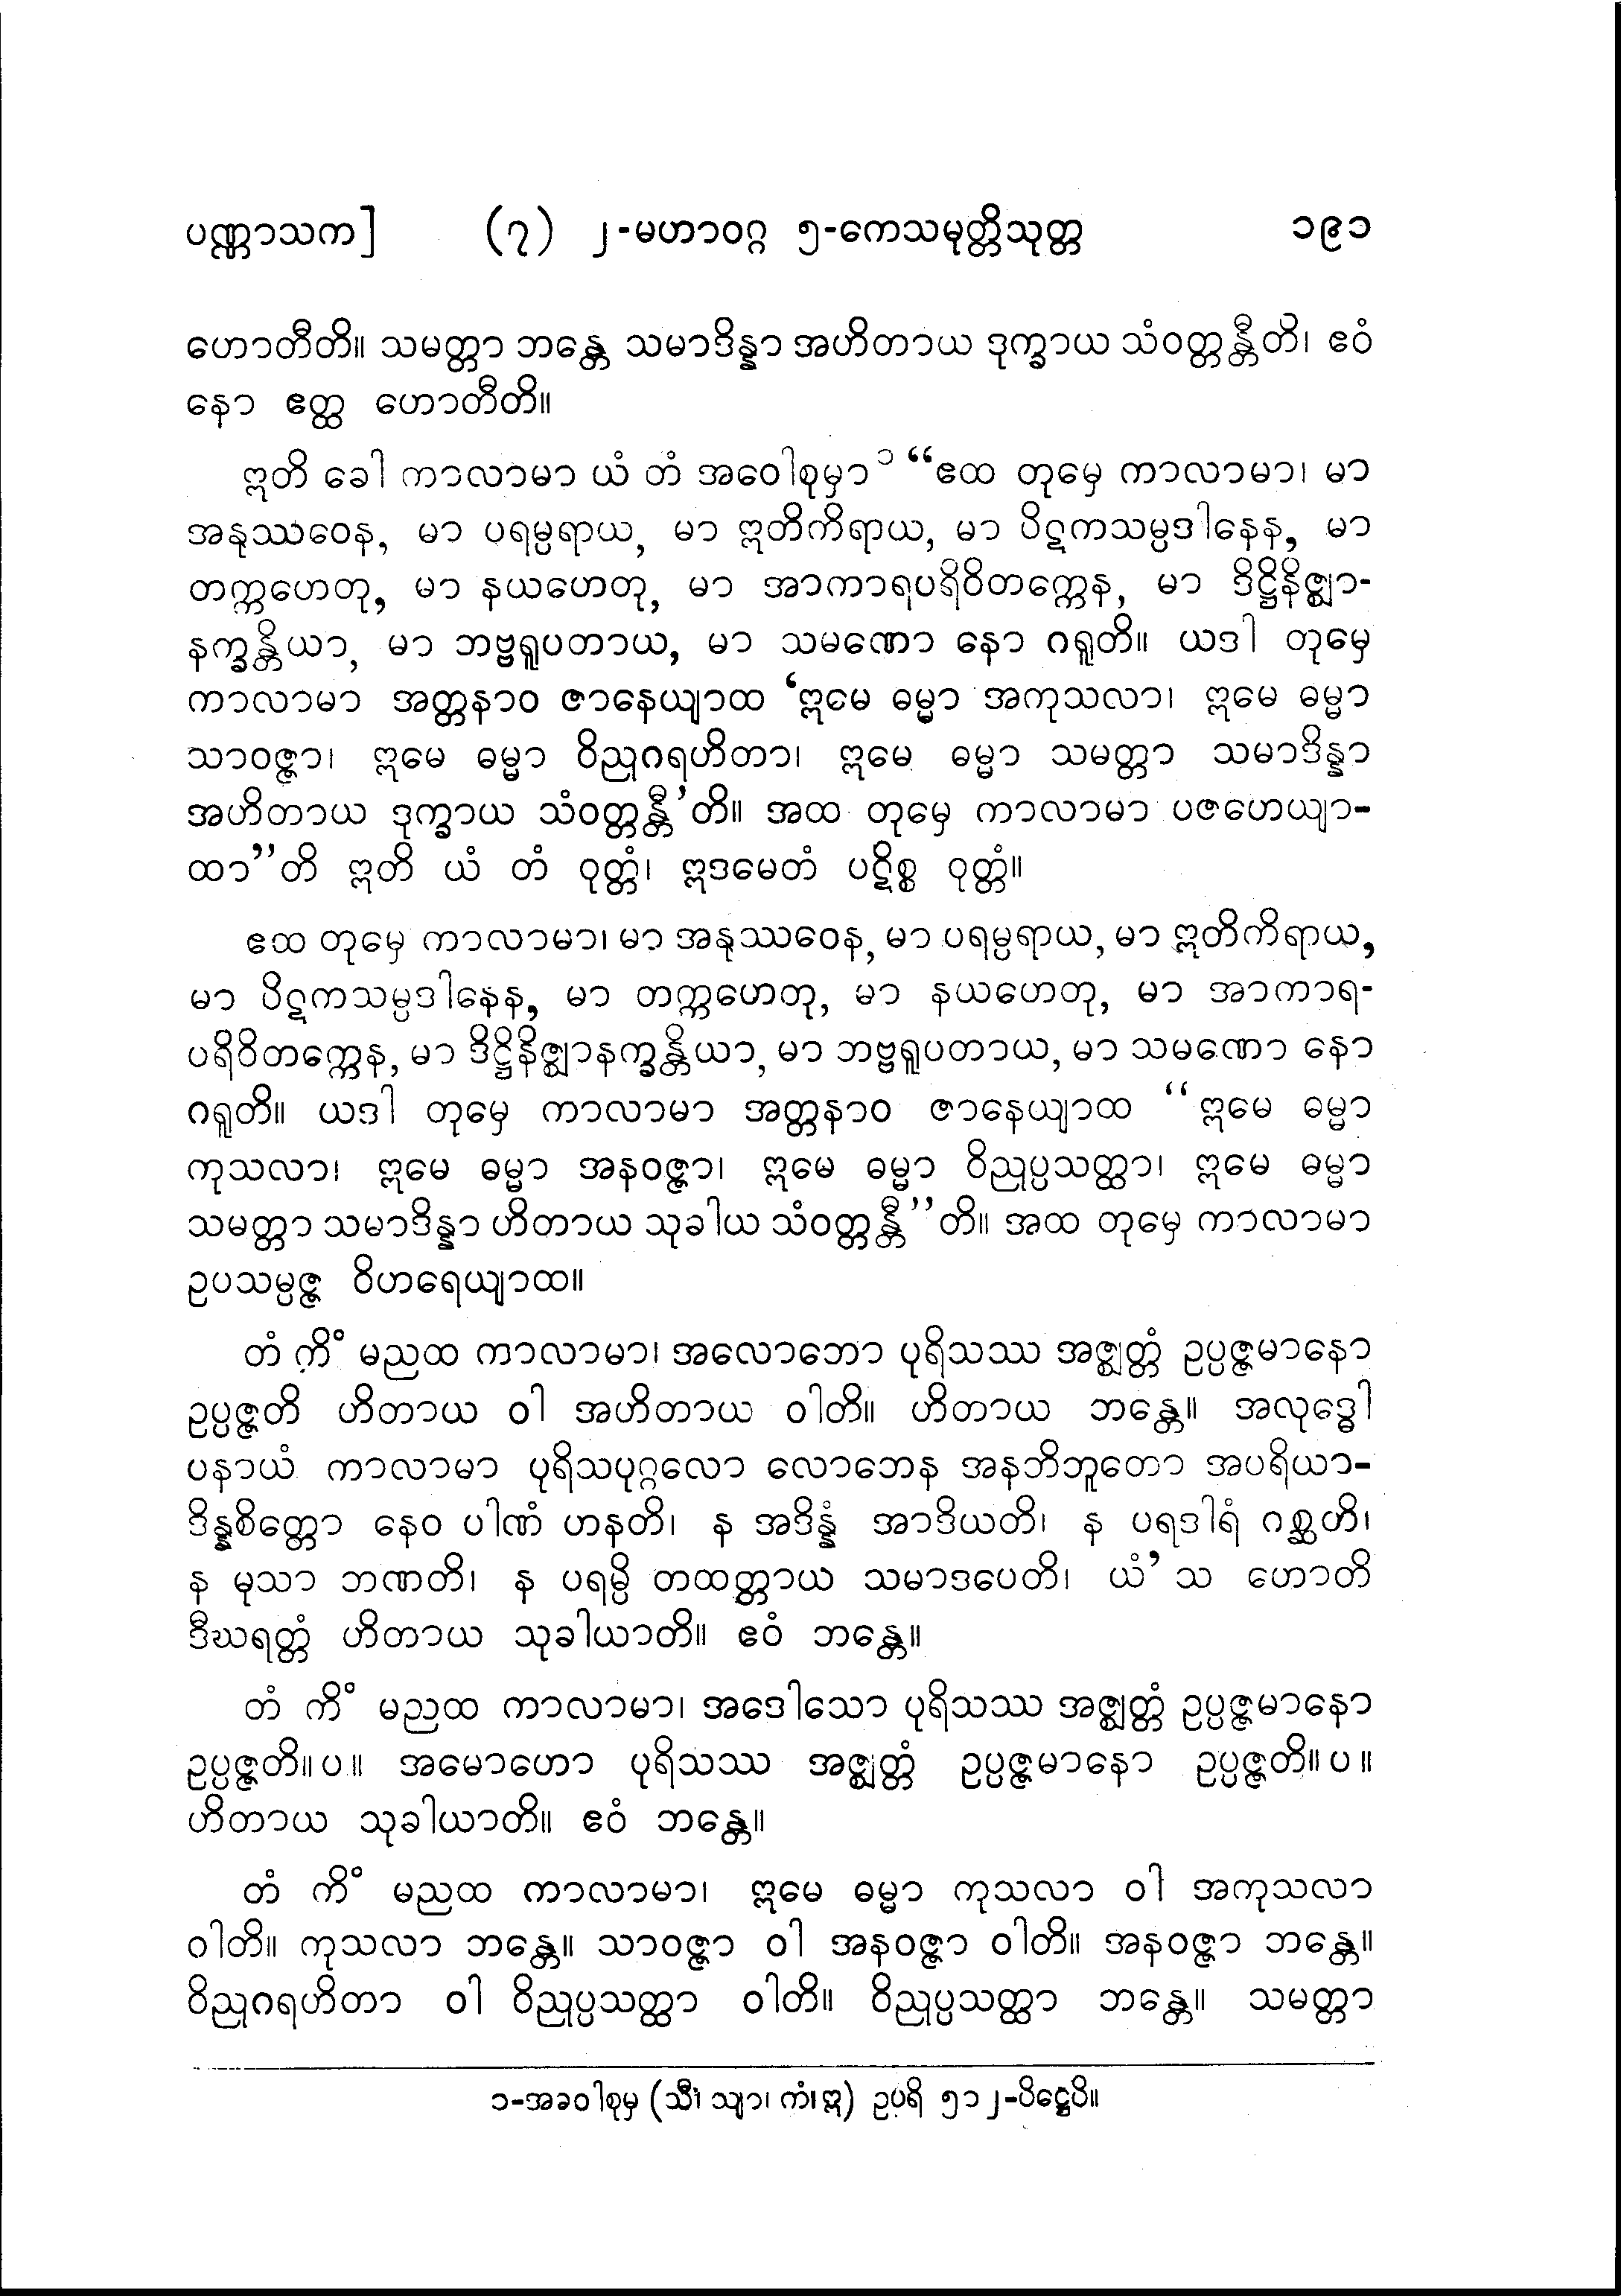 ပဏ္ဏာသက] (၇) ၂-မဟာဝဂ္ဂ ၅-ကေသမုတ္တိသုတ္တ ၁၉၁
ဟောတီတိ။ သမတ္တာ ဘန္တေ သမာဒိန္နာ အဟိတာယ ဒုက္ခာယ သံဝတ္တန္တီတိ၊ ဧဝံ
နော ဧတ္ထ ဟောတီတိ။
ဣတိ ခေါ ကာလာမာ ယံ တံ အဝေါစုမှာ ၁ “ဧထ တုမှေ ကာလာမာ၊ မာ
အနုဿဝေန, မာ ပရမ္ပရာယ, မာ ဣတိကိရာယ, မာ ပိဋကသမ္ပဒါနေန, မာ
တက္ကဟေတု, မာ နယဟေတု, မာ အာကာရပရိဝိတက္ကေန, မာ ဒိဋ္ဌိနိဇ္ဈာ-
နက္ခန္တိယာ, မာ ဘဗ္ဗရူပတာယ, မာ သမဏော နော ဂရူတိ။ ယဒါ တုမှေ
ကာလာမာ အတ္တနာဝ ဇာနေယျာထ ‘ဣမေ ဓမ္မာ အကုသလာ၊ ဣမေ ဓမ္မာ
သာဝဇ္ဇာ၊ ဣမေ ဓမ္မာ ဝိညုဂရဟိတာ၊ ဣမေ ဓမ္မာ သမတ္တာ သမာဒိန္နာ
အဟိတာယ ဒုက္ခာယ သံဝတ္တန္တီ’တိ။ အထ တုမှေ ကာလာမာ ပဇဟေယျာ-
ထာ”တိ ဣတိ ယံ တံ ဝုတ္တံ၊ ဣဒမေတံ ပဋိစ္စ ဝုတ္တံ။
ဧထ တုမှေ ကာလာမာ၊ မာ အနုဿဝေန, မာ ပရမ္ပရာယ, မာ ဣတိကိရာယ,
မာ ပိဋကသမ္ပဒါနေန, မာ တက္ကဟေတု, မာ နယဟေတု, မာ အာကာရ-
ပရိဝိတက္ကေန, မာ ဒိဋ္ဌိနိဇ္ဈာနက္ခန္တိယာ, မာ ဘဗ္ဗရူပတာယ, မာ သမဏော နော
ဂရူတိ။ ယဒါ တုမှေ ကာလာမာ အတ္တနာဝ ဇာနေယျာထ “ဣမေ ဓမ္မာ
ကုသလာ၊ ဣမေ ဓမ္မာ အနဝဇ္ဇာ၊ ဣမေ ဓမ္မာ ဝိညုပ္ပသတ္ထာ၊ ဣမေ ဓမ္မာ
သမတ္တာ သမာဒိန္နာ ဟိတာယ သုခါယ သံဝတ္တန္တီ”တိ။ အထ တုမှေ ကာလာမာ
ဥပသမ္ပဇ္ဇ ဝိဟရေယျာထ။
တံ ကိံ မညထ ကာလာမာ၊ အလောဘော ပုရိသဿ အဇ္ဈတ္တံ ဥပ္ပဇ္ဇမာနော
ဥပ္ပဇ္ဇတိ ဟိတာယ ဝါ အဟိတာယ ဝါတိ။ ဟိတာယ ဘန္တေ။ အလုဒ္ဓေါ
ပနာယံ ကာလာမာ ပုရိသပုဂ္ဂလော လောဘေန အနဘိဘူတော အပရိယာ-
ဒိန္နစိတ္တော နေဝ ပါဏံ ဟနတိ၊ န အဒိန္နံ အာဒိယတိ၊ န ပရဒါရံ ဂစ္ဆဟိ၊
န မုသာ ဘဏတိ၊ န ပရမ္ပိ တထတ္တာယ သမာဒပေတိ၊ ယံ’ သ ဟောတိ
ဒီဃရတ္တံ ဟိတာယ သုခါယာတိ။ ဧဝံ ဘန္တေ။
တံ ကိံ မညထ ကာလာမာ၊ အဒေါသော ပုရိသဿ အဇ္ဈတ္တံ ဥပ္ပဇ္ဇမာနော
ဥပ္ပဇ္ဇတိ။ပ။ အမောဟော ပုရိသဿ အဇ္ဈတ္တံ ဥပ္ပဇ္ဇမာနော ဥပ္ပဇ္ဇတိ။ပ။
ဟိတာယ သုခါယာတိ။ ဧဝံ ဘန္တေ။
တံ ကိံ မညထ ကာလာမာ၊ ဣမေ ဓမ္မာ ကုသလာ ဝါ အကုသလာ
ဝါတိ။ ကုသလာ ဘန္တေ။ သာဝဇ္ဇာ ဝါ အနဝဇ္ဇာ ဝါတိ။ အနဝဇ္ဇာ ဘန္တေ။
ဝိညုဂရဟိတာ ဝါ ဝိညုပ္ပသတ္ထာ ဝါတိ။ ဝိညုပ္ပသတ္ထာ ဘန္တေ။ သမတ္တာ
၁-အခဝါစုမှ (သီ၊ သျာ၊ ကံ၊ ဣ) ဥပရိ ၅၁၂-ပိဋ္ဌေပိ။